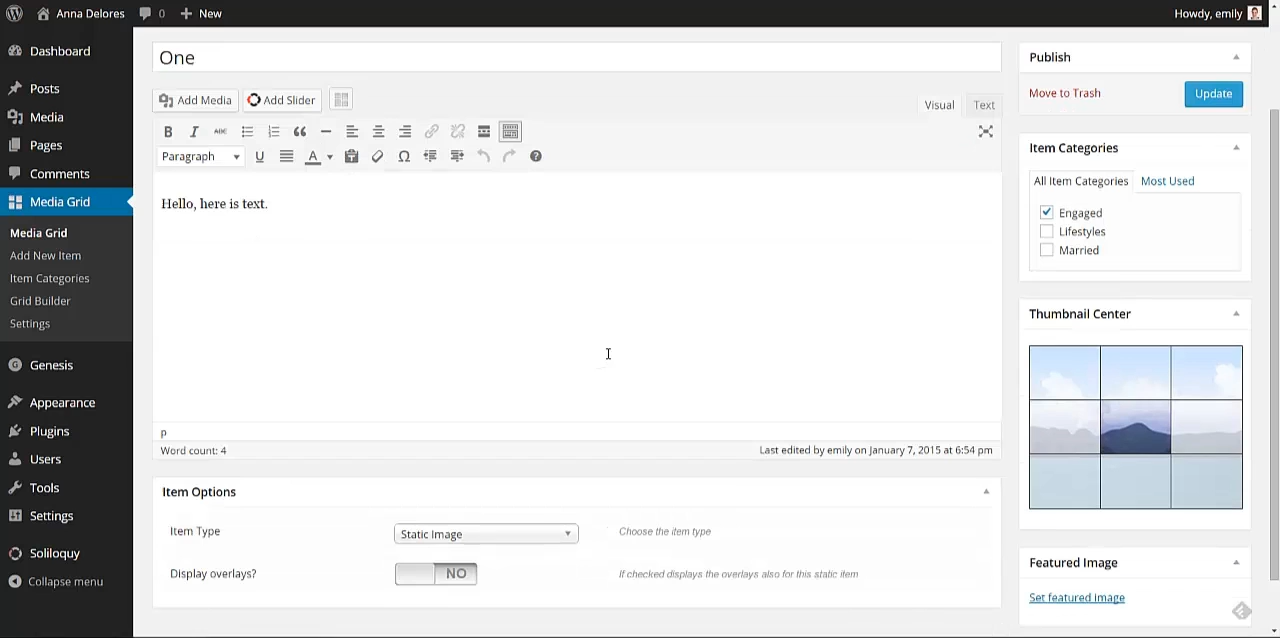 Anna Delores 0 New Howdy, emily
Dashboard
Posts
Media
Pages
Comments
Media Grid
Media Grid
Add New Item
Item Categories
Grid Builder
Settings
Genesis
Appearance
Plugins
Users
Tools
Settings
Soliloquy
Collapse menu
One
Add Media Add Slider Visual Text
B I ABC
Paragraph U A Ω ?
Hello, here is text.
p
Word count: 4 Last edited by emily on January 7, 2015 at 6:54 pm
Item Options
Item Type Static Image Choose the item type
Display overlays? NO If checked displays the overlays also for this static item
Publish
Move to Trash Update
Item Categories
All Item Categories Most Used
Engaged
Lifestyles
Married
Thumbnail Center
Featured Image
Set featured image